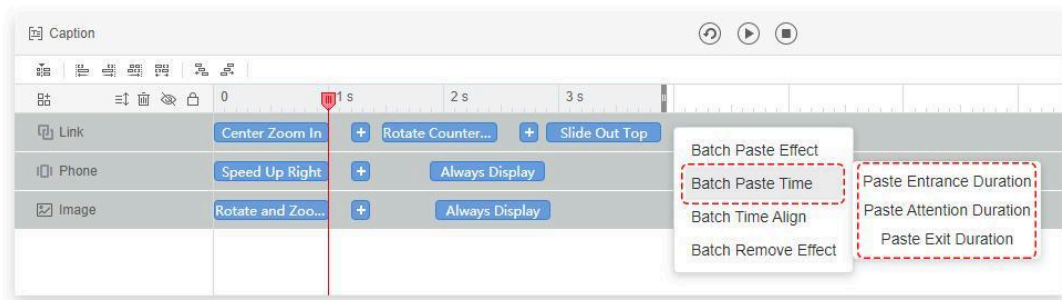 Caption
0 1 s 2 s 3 s
Link Center Zoom In + Rotate Counter... + Slide Out Top
Phone Speed Up Right + Always Display
Image Rotate and Zoo... + Always Display
Batch Paste Effect
Batch Paste Time
Batch Time Align
Batch Remove Effect
Paste Entrance Duration
Paste Attention Duration
Paste Exit Duration